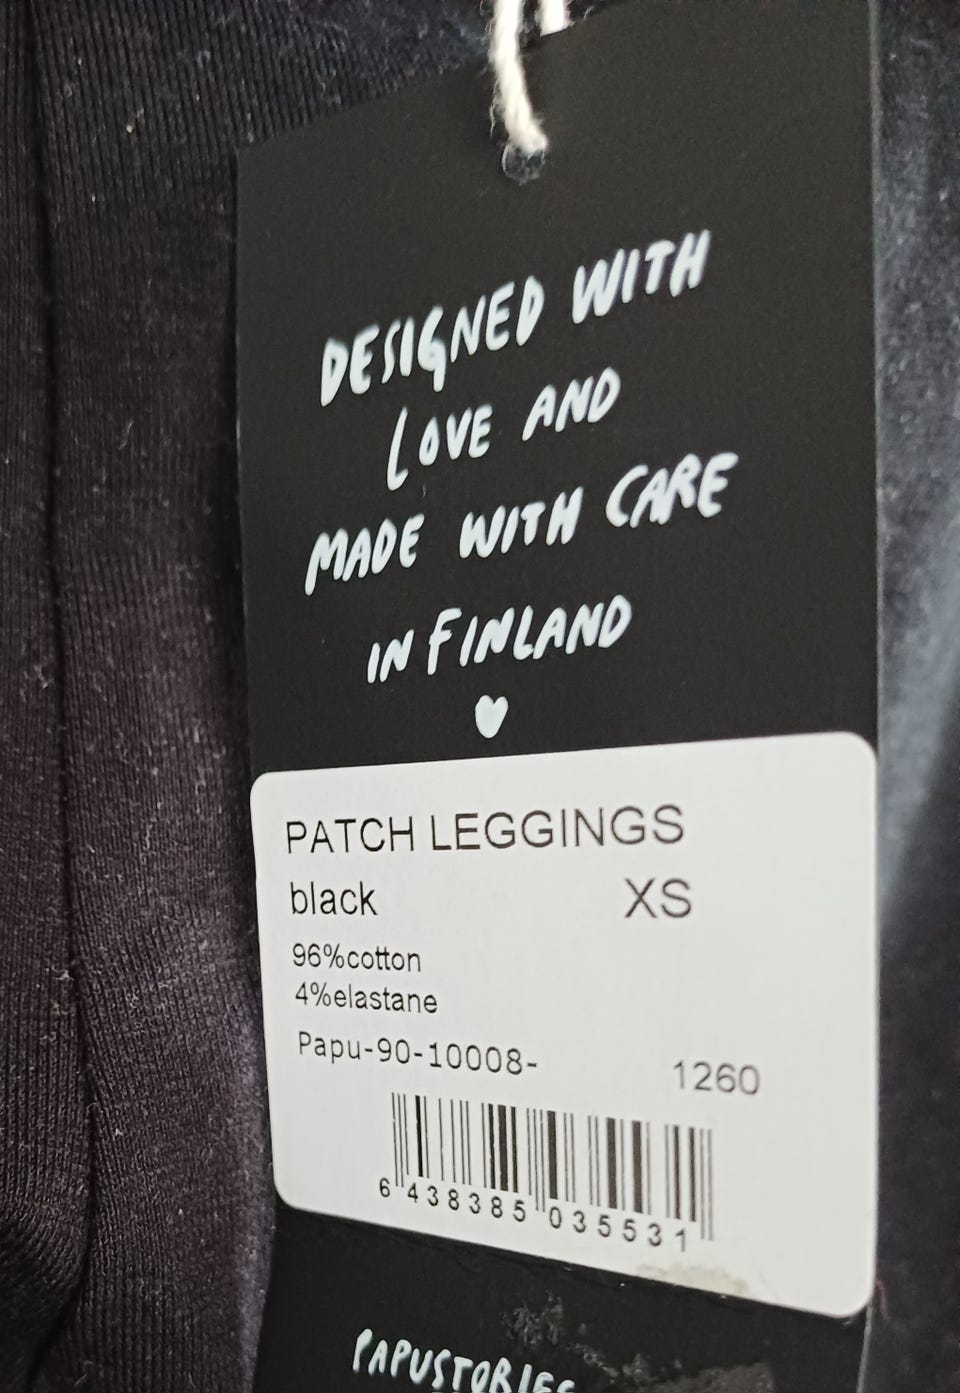 DESIGNED WITH
LOVE AND
MADE WITH CARE
IN FINLAND
PATCH LEGGINGS
black XS
96%cotton
4%elastane
Papu-90-10008- 1260
6 438385 035531
PAPUSTORIES